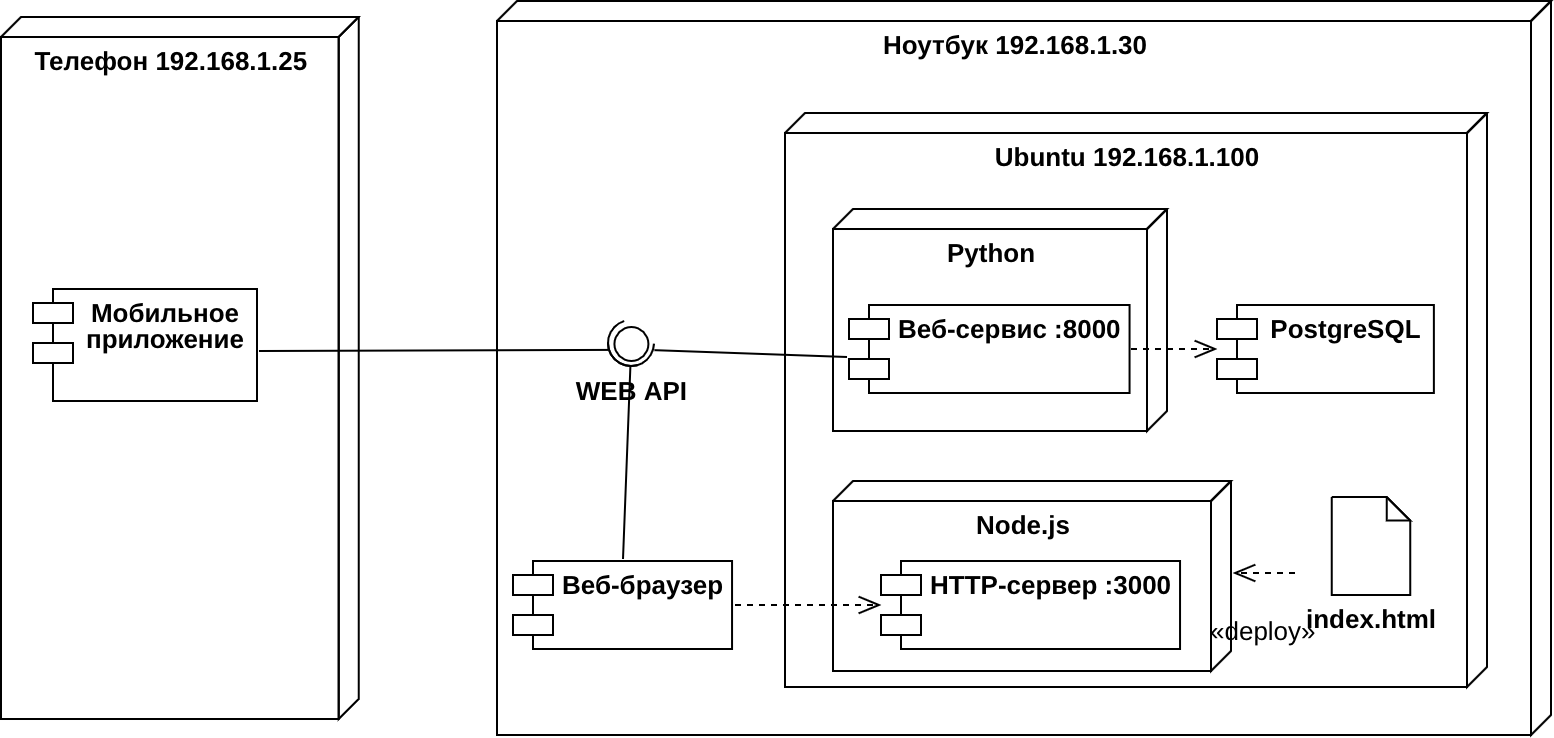 Телефон 192.168.1.25
Ноутбук 192.168.1.30
Ubuntu 192.168.1.100
Python
Мобильное
приложение
Веб-сервис :8000
PostgreSQL
WEB API
Node.js
Веб-браузер
HTTP-сервер :3000
index.html
«deploy»